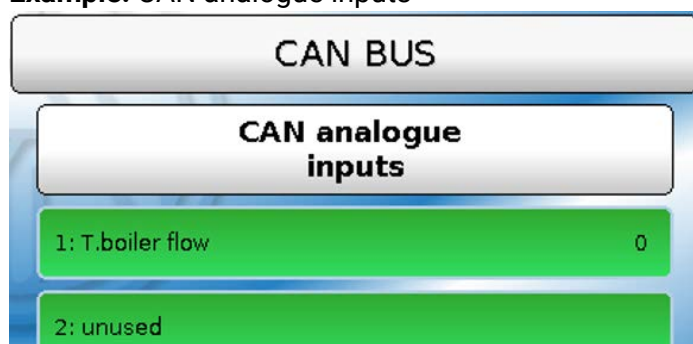 Example: CAN analogue inputs
CAN BUS
CAN analogue
inputs
1: T.boiler flow 0
2: unused